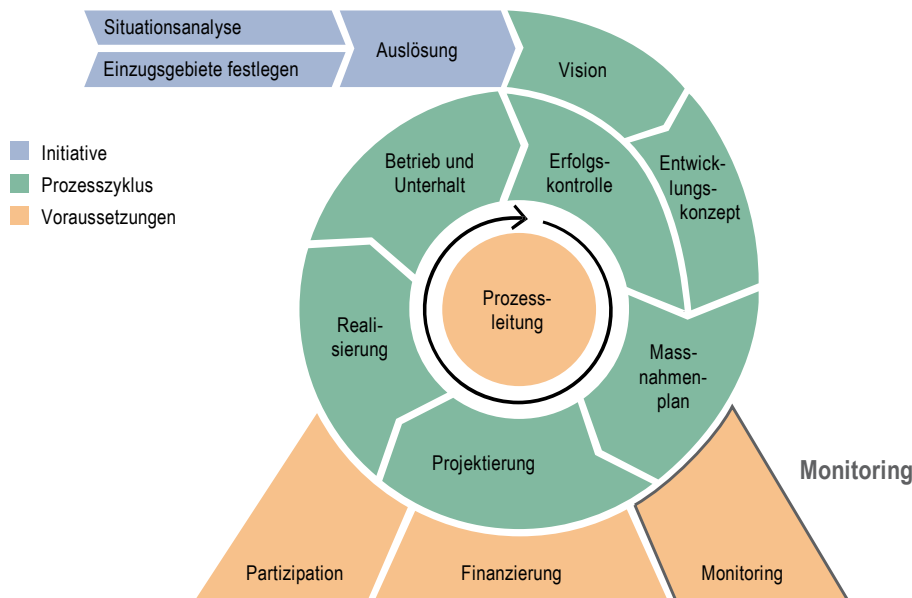 Situationsanalyse
Einzugsgebiete festlegen
Auslösung
Vision
Initiative
Prozesszyklus
Voraussetzungen
Betrieb und
Unterhalt
Erfolgs-
kontrolle
Entwick-
lungs-
konzept
Prozess-
leitung
Reali-
sierung
Mass-
nahmen-
plan
Projektierung
Monitoring
Partizipation
Finanzierung
Monitoring